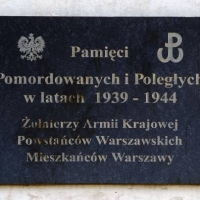 Pamięci
Pomordowanych i Poległych
w latach 1939 - 1944
Żołnierzy Armii Krajowej
Powstańców Warszawskich
Mieszkańców Warszawy